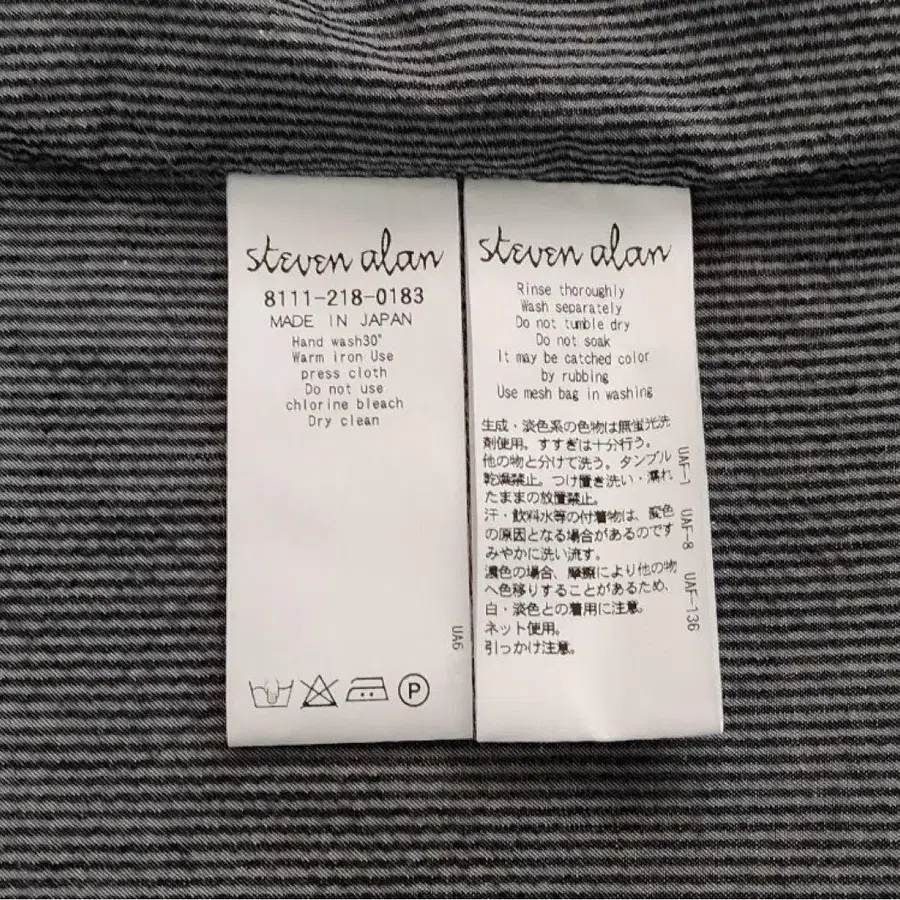 steven alan
8111-218-0183
MADE IN JAPAN
Hand wash30°
Warm iron Use
press cloth
Do not use
chlorine bleach
Dry clean
UA6
P
steven alan
Rinse thoroughly
Wash separately
Do not tumble dry
Do not soak
It may be catched color
by rubbing
Use mesh bag in washing
生成・淡色系の色物は無蛍光洗
剤使用。すすぎは十分行う。
他の物と分けて洗う。タンブル
乾燥禁止。つけ置き洗い・濡れ
たままの放置禁止。
汗・飲料水等の付着物は、変色
の原因となる場合があるのです
みやかに洗い流す。
濃色の場合、摩擦により他の物
へ色移りすることがあるため、
白・淡色との着用に注意。
ネット使用。
引っかけ注意。
UAF-1
UAF-8
UAF-136